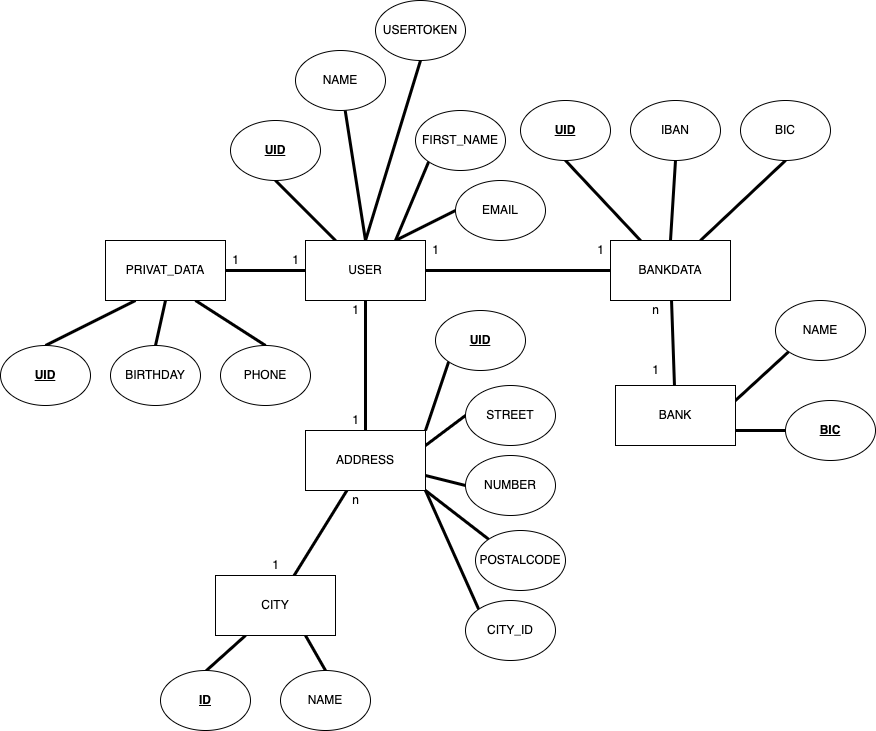 USERTOKEN
NAME
UID
FIRST_NAME
UID
IBAN
BIC
EMAIL
PRIVAT_DATA
1
1
USER
1
1
BANKDATA
1
n
UID
BIRTHDAY
PHONE
UID
NAME
1
BANK
BIC
STREET
1
ADDRESS
NUMBER
n
POSTALCODE
1
CITY
CITY_ID
ID
NAME